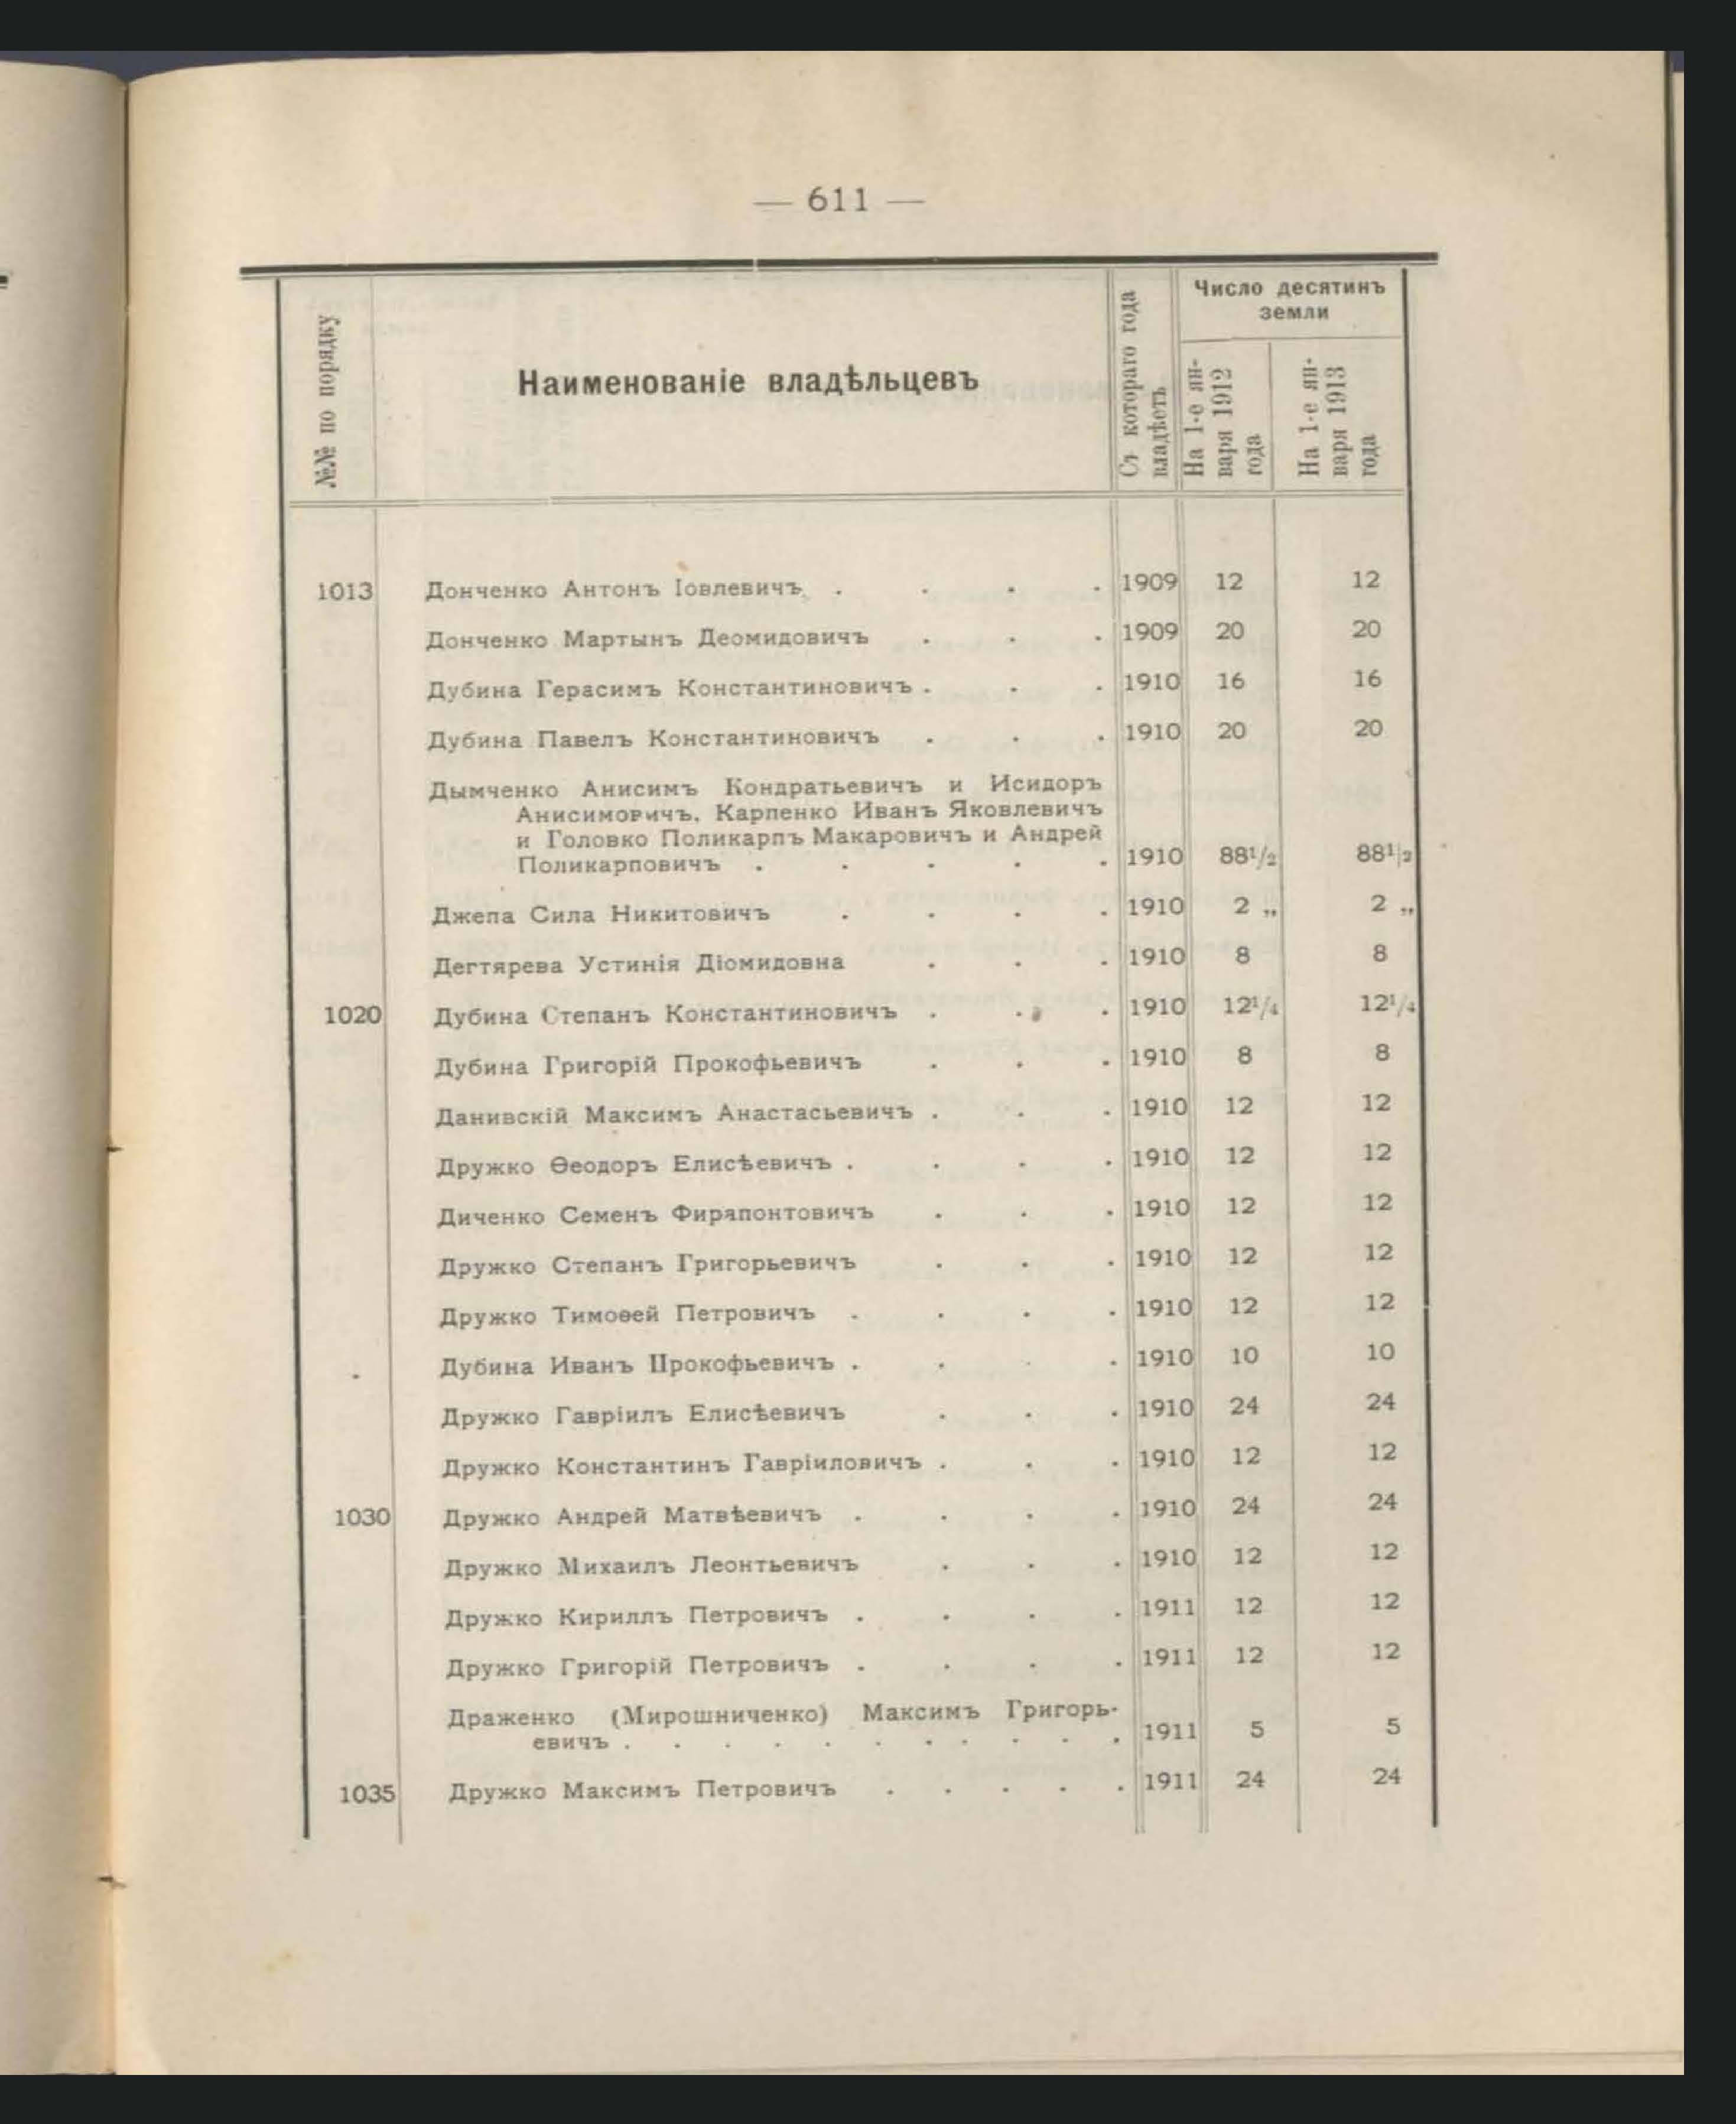 — 611 —
№№ по порядку
Наименованіе владѣльцевъ
Съ котораго года
владѣетъ
Число десятинъ
земли
На 1-е ян-
варя 1912
года
На 1-е ян-
варя 1913
года
1013 Донченко Антонъ Іовлевичъ . . . . 1909 12 12
Донченко Мартынъ Деомидовичъ . . . 1909 20 20
Дубина Герасимъ Константиновичъ . . . 1910 16 16
Дубина Павелъ Константиновичъ . . . 1910 20 20
Дымченко Анисимъ Кондратьевичъ и Исидоръ
Анисимовичъ, Карпенко Иванъ Яковлевичъ
и Головко Поликарпъ Макаровичъ и Андрей
Поликарповичъ . . . . . 1910 88¹/₂ 88¹/₂
Джепа Сила Никитовичъ . . . . 1910 2 „ 2 „
Дегтярева Устинія Діомидовна . . . 1910 8 8
1020 Дубина Степанъ Константиновичъ . . . 1910 12¹/₄ 12¹/₄
Дубина Григорій Прокофьевичъ . . . 1910 8 8
Данивскій Максимъ Анастасьевичъ . . . 1910 12 12
Дружко Ѳеодоръ Елисѣевичъ . . . . 1910 12 12
Диченко Семенъ Фирапонтовичъ . . . 1910 12 12
Дружко Степанъ Григорьевичъ . . . 1910 12 12
Дружко Тимоѳей Петровичъ . . . . 1910 12 12
Дубина Иванъ Прокофьевичъ . . . . 1910 10 10
Дружко Гавріилъ Елисѣевичъ . . . 1910 24 24
Дружко Константинъ Гавріиловичъ . . . 1910 12 12
1030 Дружко Андрей Матвѣевичъ . . . . 1910 24 24
Дружко Михаилъ Леонтьевичъ . . . 1910 12 12
Дружко Кириллъ Петровичъ . . . . 1911 12 12
Дружко Григорій Петровичъ . . . . 1911 12 12
Драженко (Мирошниченко) Максимъ Григорь-
евичъ . . . . . . . . . . 1911 5 5
1035 Дружко Максимъ Петровичъ . . . . . 1911 24 24